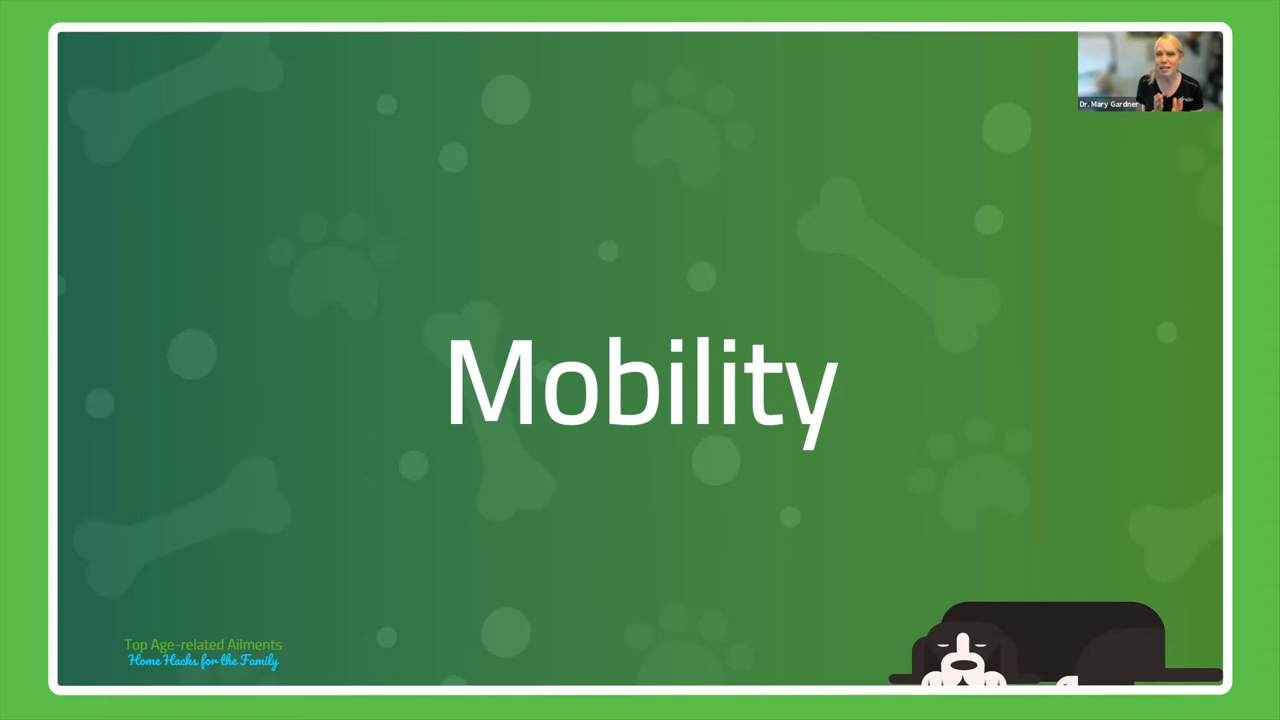 Dr. Mary Gardner
Mobility
Top Age-related Ailments
Home Hacks for the Family